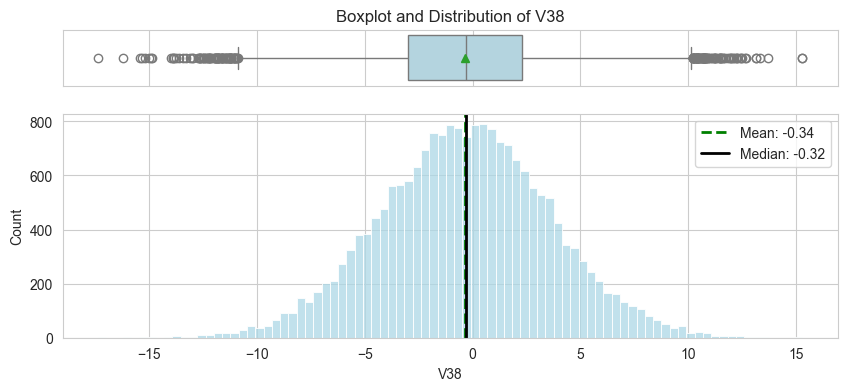 Boxplot and Distribution of V38
800
600
400
200
0
Count
Mean: -0.34
Median: -0.32
−15 −10 −5 0 5 10 15
V38